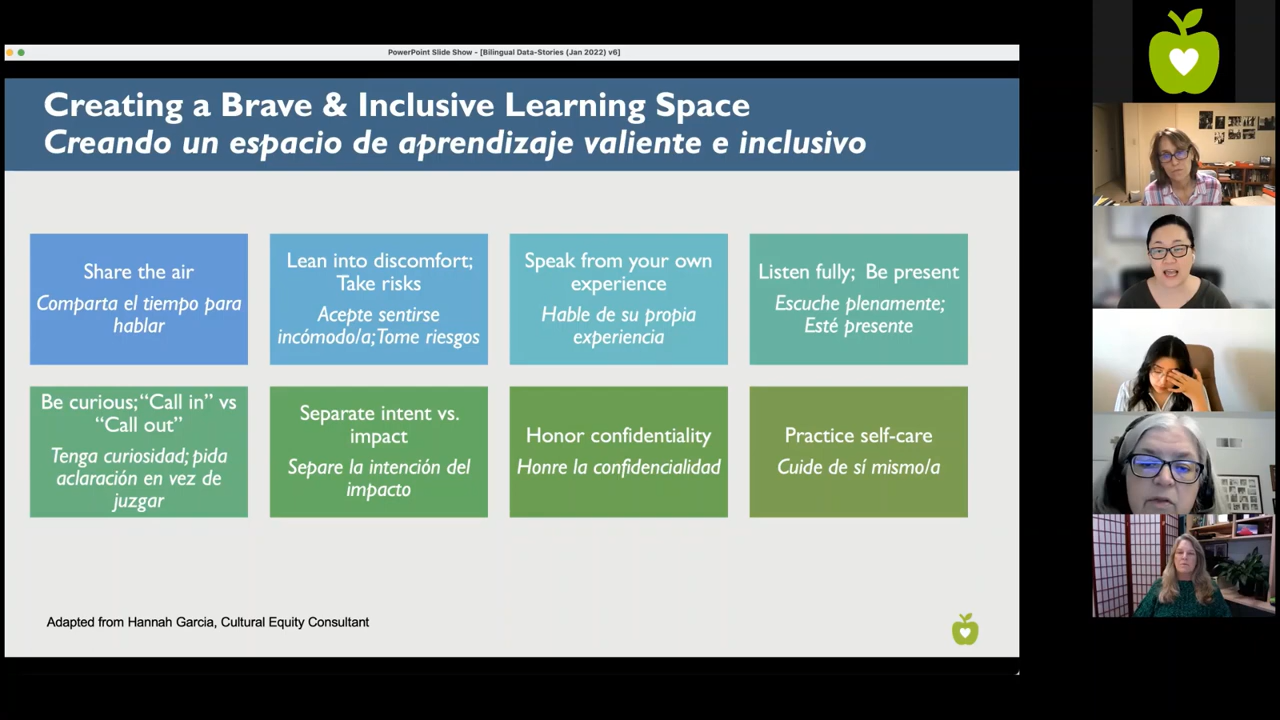 PowerPoint Slide Show - [Bilingual Data-Stories (Jan 2022) v6]
Creating a Brave & Inclusive Learning Space
Creando un espacio de aprendizaje valiente e inclusivo
Share the air
Comparta el tiempo para
hablar
Lean into discomfort;
Take risks
Acepte sentirse
incómodo/a;Tome riesgos
Speak from your own
experience
Hable de su propia
experiencia
Listen fully; Be present
Escuche plenamente;
Esté presente
Be curious; “Call in” vs
“Call out”
Tenga curiosidad; pida
aclaración en vez de
juzgar
Separate intent vs.
impact
Separe la intención del
impacto
Honor confidentiality
Honre la confidencialidad
Practice self-care
Cuide de sí mismo/a
Adapted from Hannah Garcia, Cultural Equity Consultant